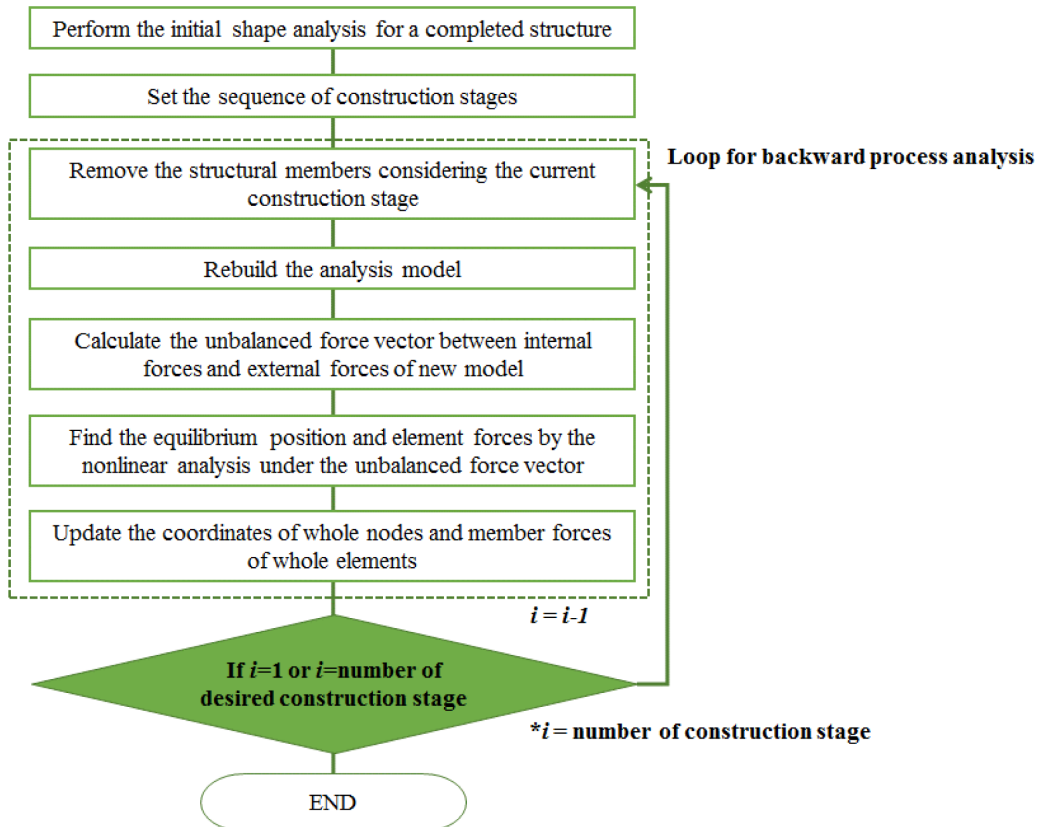 Perform the initial shape analysis for a completed structure
Set the sequence of construction stages
Loop for backward process analysis
Remove the structural members considering the current
construction stage
Rebuild the analysis model
Calculate the unbalanced force vector between internal
forces and external forces of new model
Find the equilibrium position and element forces by the
nonlinear analysis under the unbalanced force vector
Update the coordinates of whole nodes and member forces
of whole elements
i = i-1
If i=1 or i=number of
desired construction stage
*i = number of construction stage
END